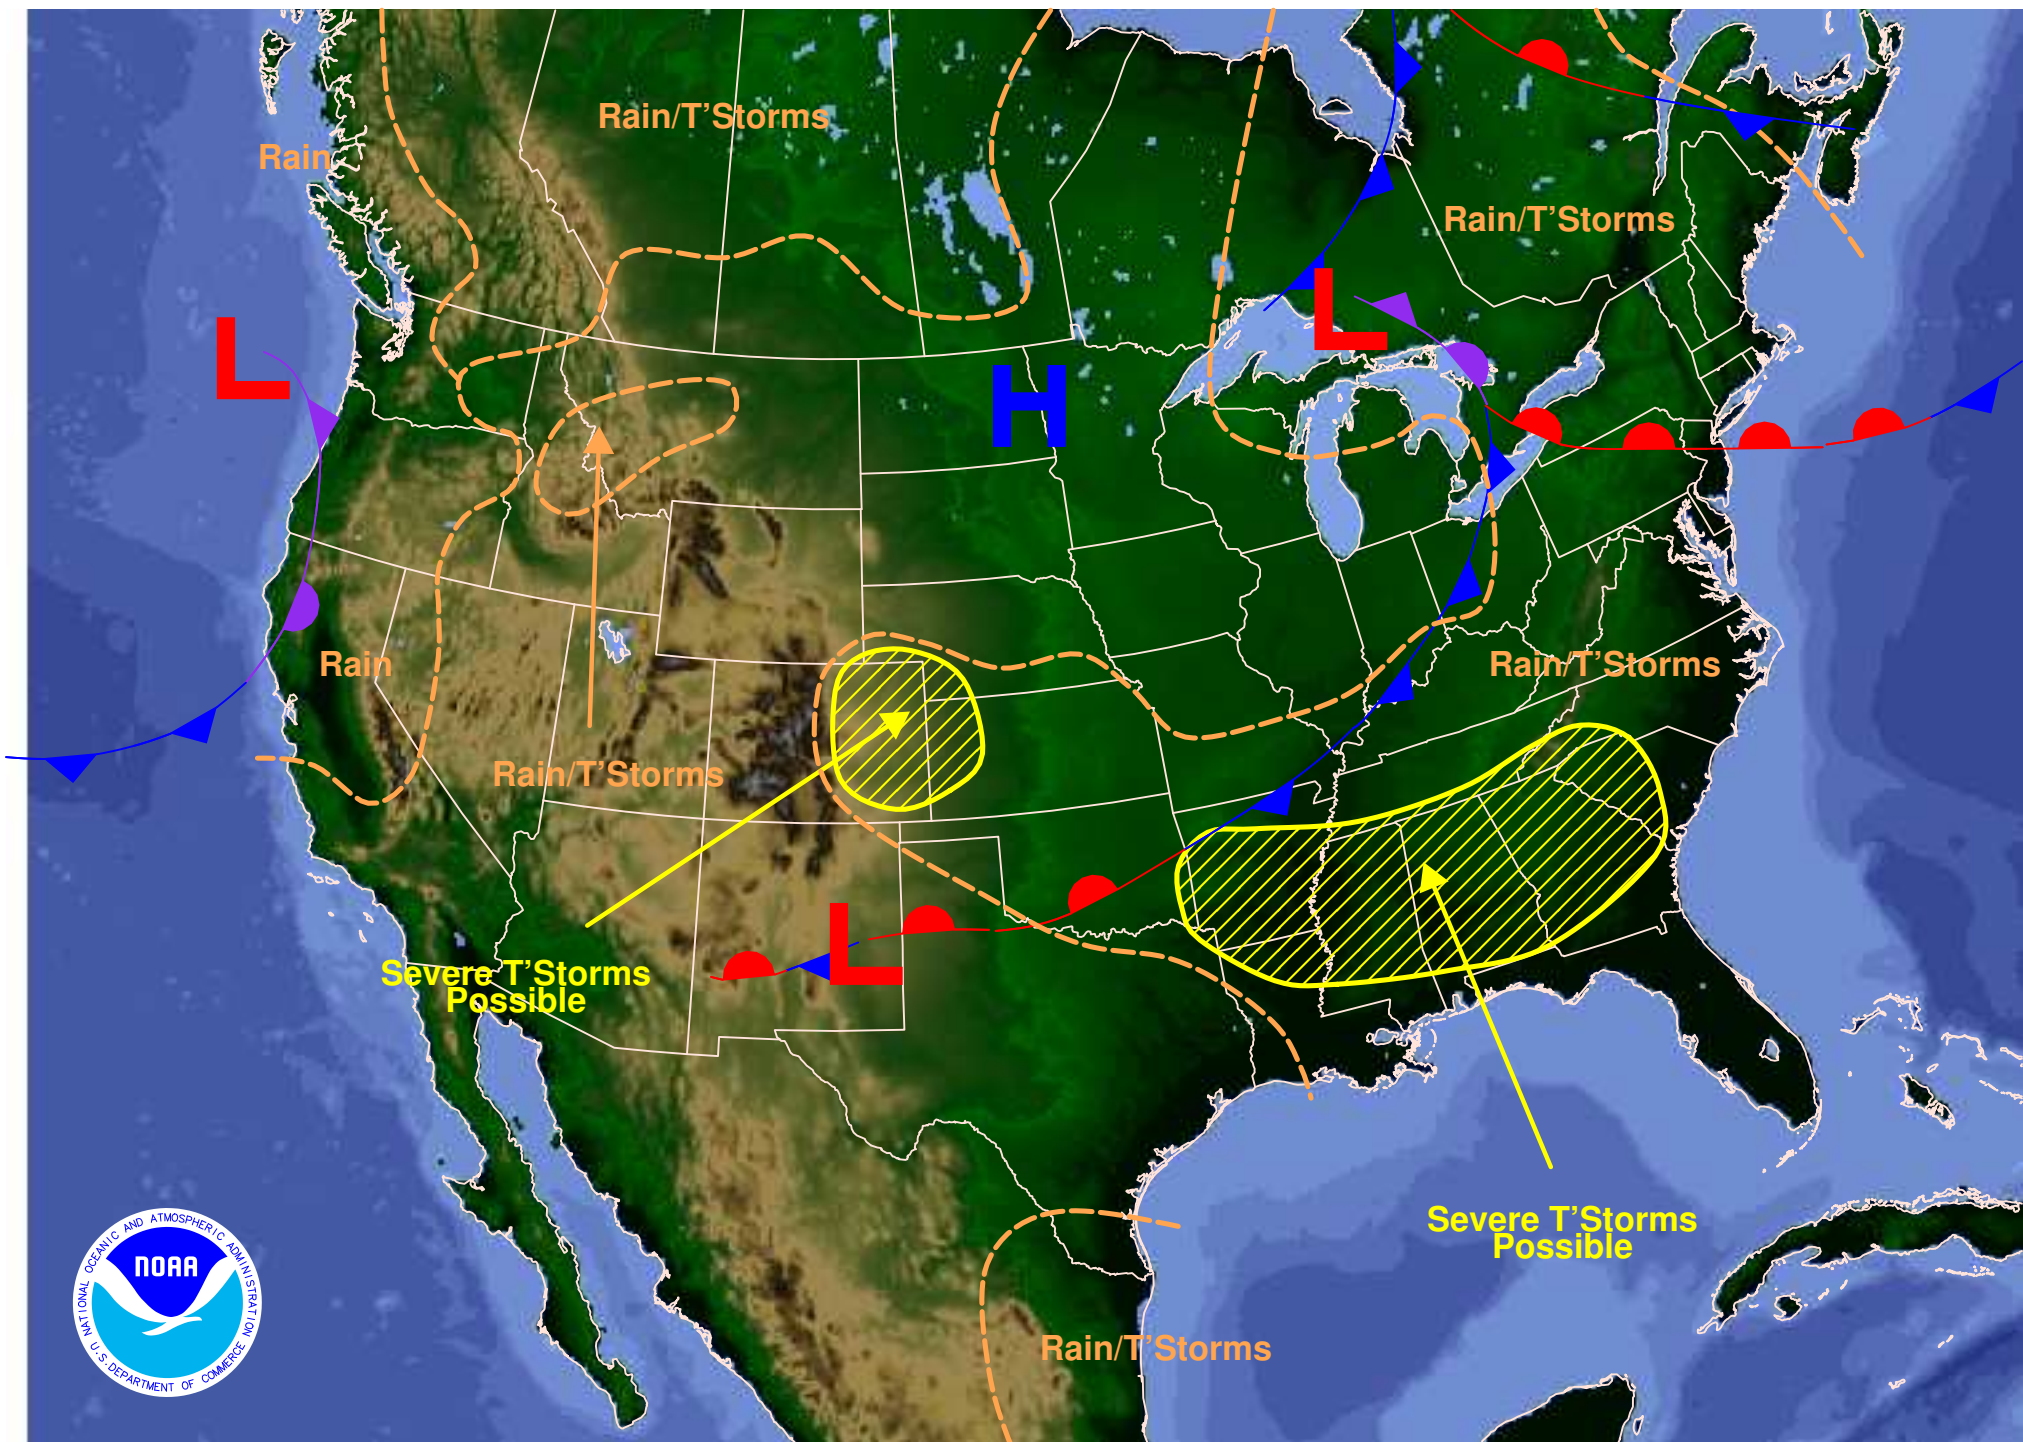 Rain/T'Storms
Rain
Rain/T'Storms
L
L
H
Rain
Rain/T'Storms
Rain/T'Storms
L
Severe T'Storms
Possible
Severe T'Storms
Possible
Rain/T'Storms
NATIONAL OCEANIC AND ATMOSPHERIC ADMINISTRATION
NOAA
U.S. DEPARTMENT OF COMMERCE